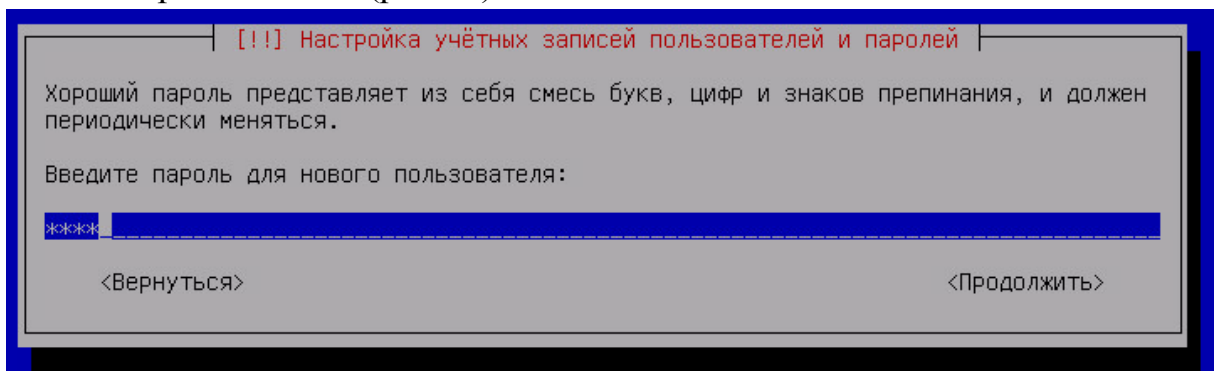 [!!] Настройка учётных записей пользователей и паролей
Хороший пароль представляет из себя смесь букв, цифр и знаков препинания, и должен
периодически меняться.
Введите пароль для нового пользователя:
****
<Вернуться> <Продолжить>